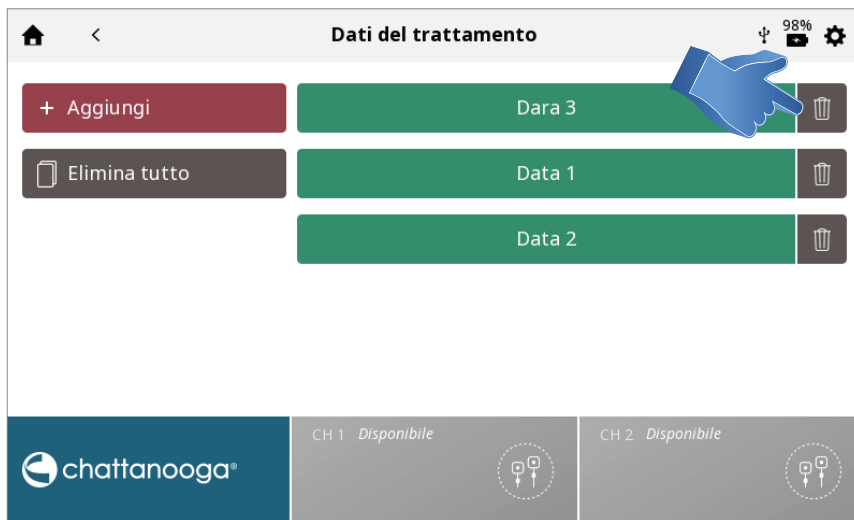 Dati del trattamento
98%
+ Aggiungi
Dara 3
Elimina tutto
Data 1
Data 2
chattanooga®
CH 1 Disponibile
CH 2 Disponibile